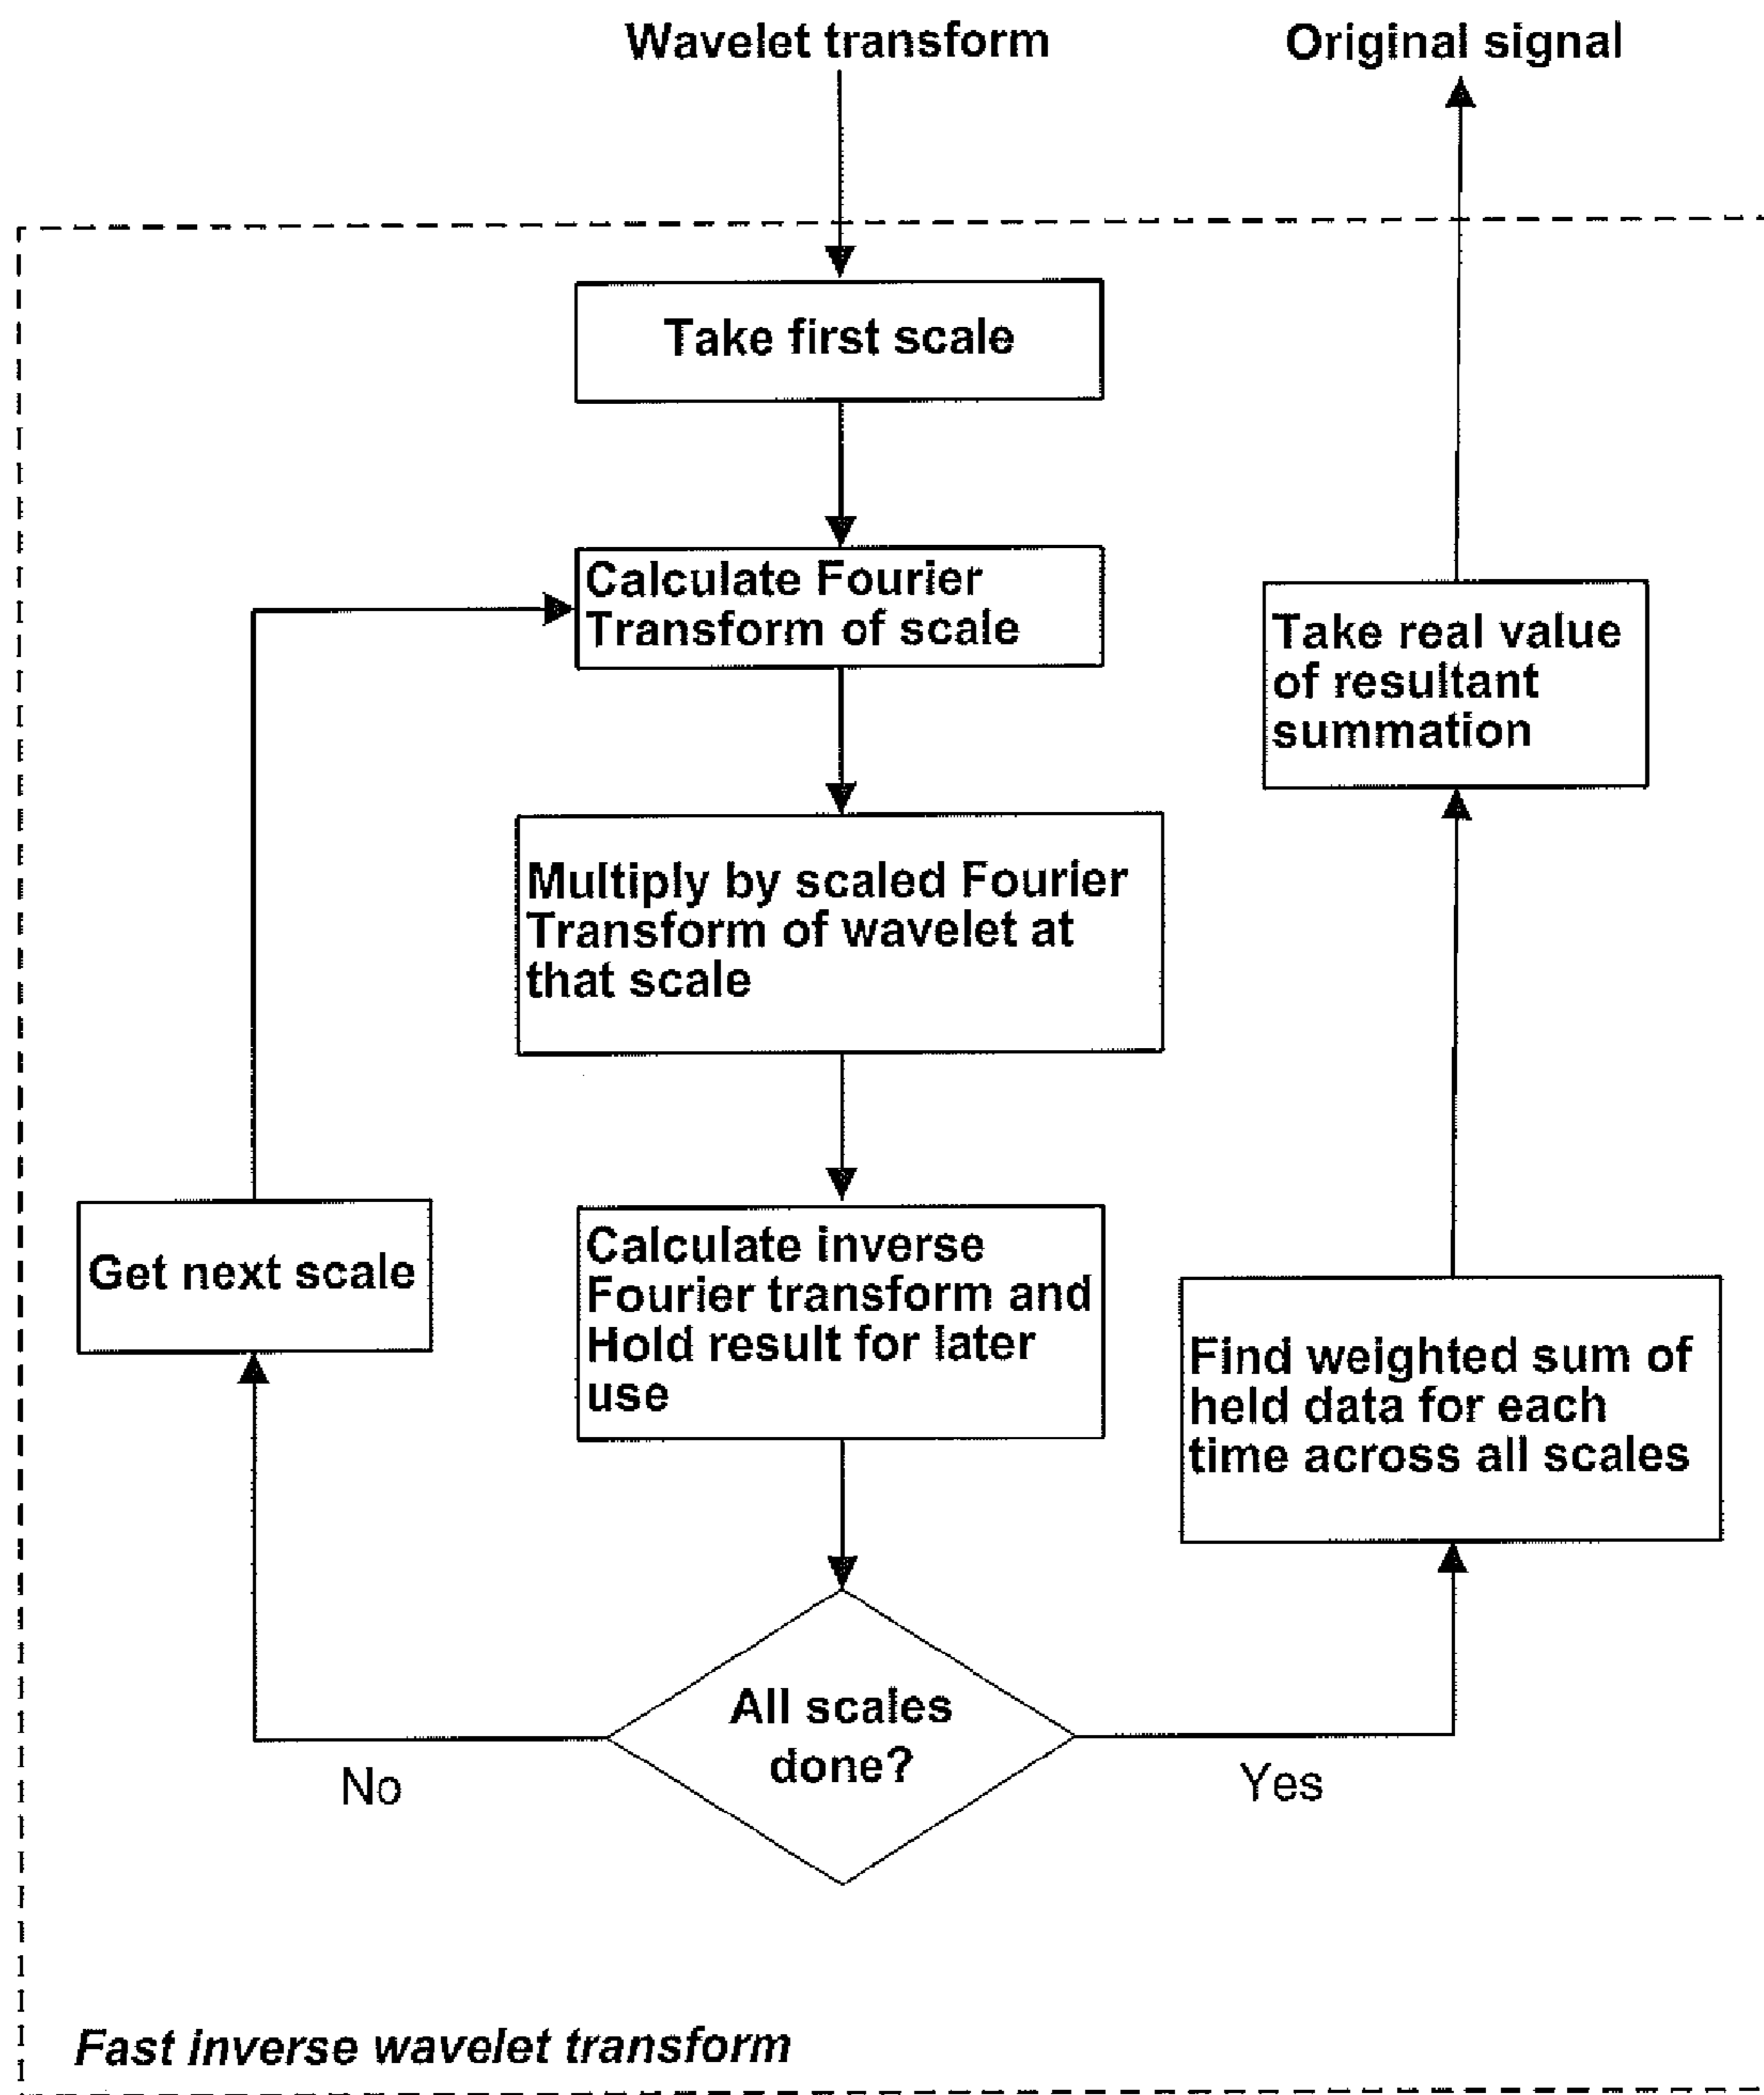 Wavelet transform
Original signal
Take first scale
Calculate Fourier
Transform of scale
Take real value
of resultant
summation
Multiply by scaled Fourier
Transform of wavelet at
that scale
Get next scale
Calculate inverse
Fourier transform and
Hold result for later
use
Find weighted sum of
held data for each
time across all scales
All scales
done?
No
Yes
Fast inverse wavelet transform